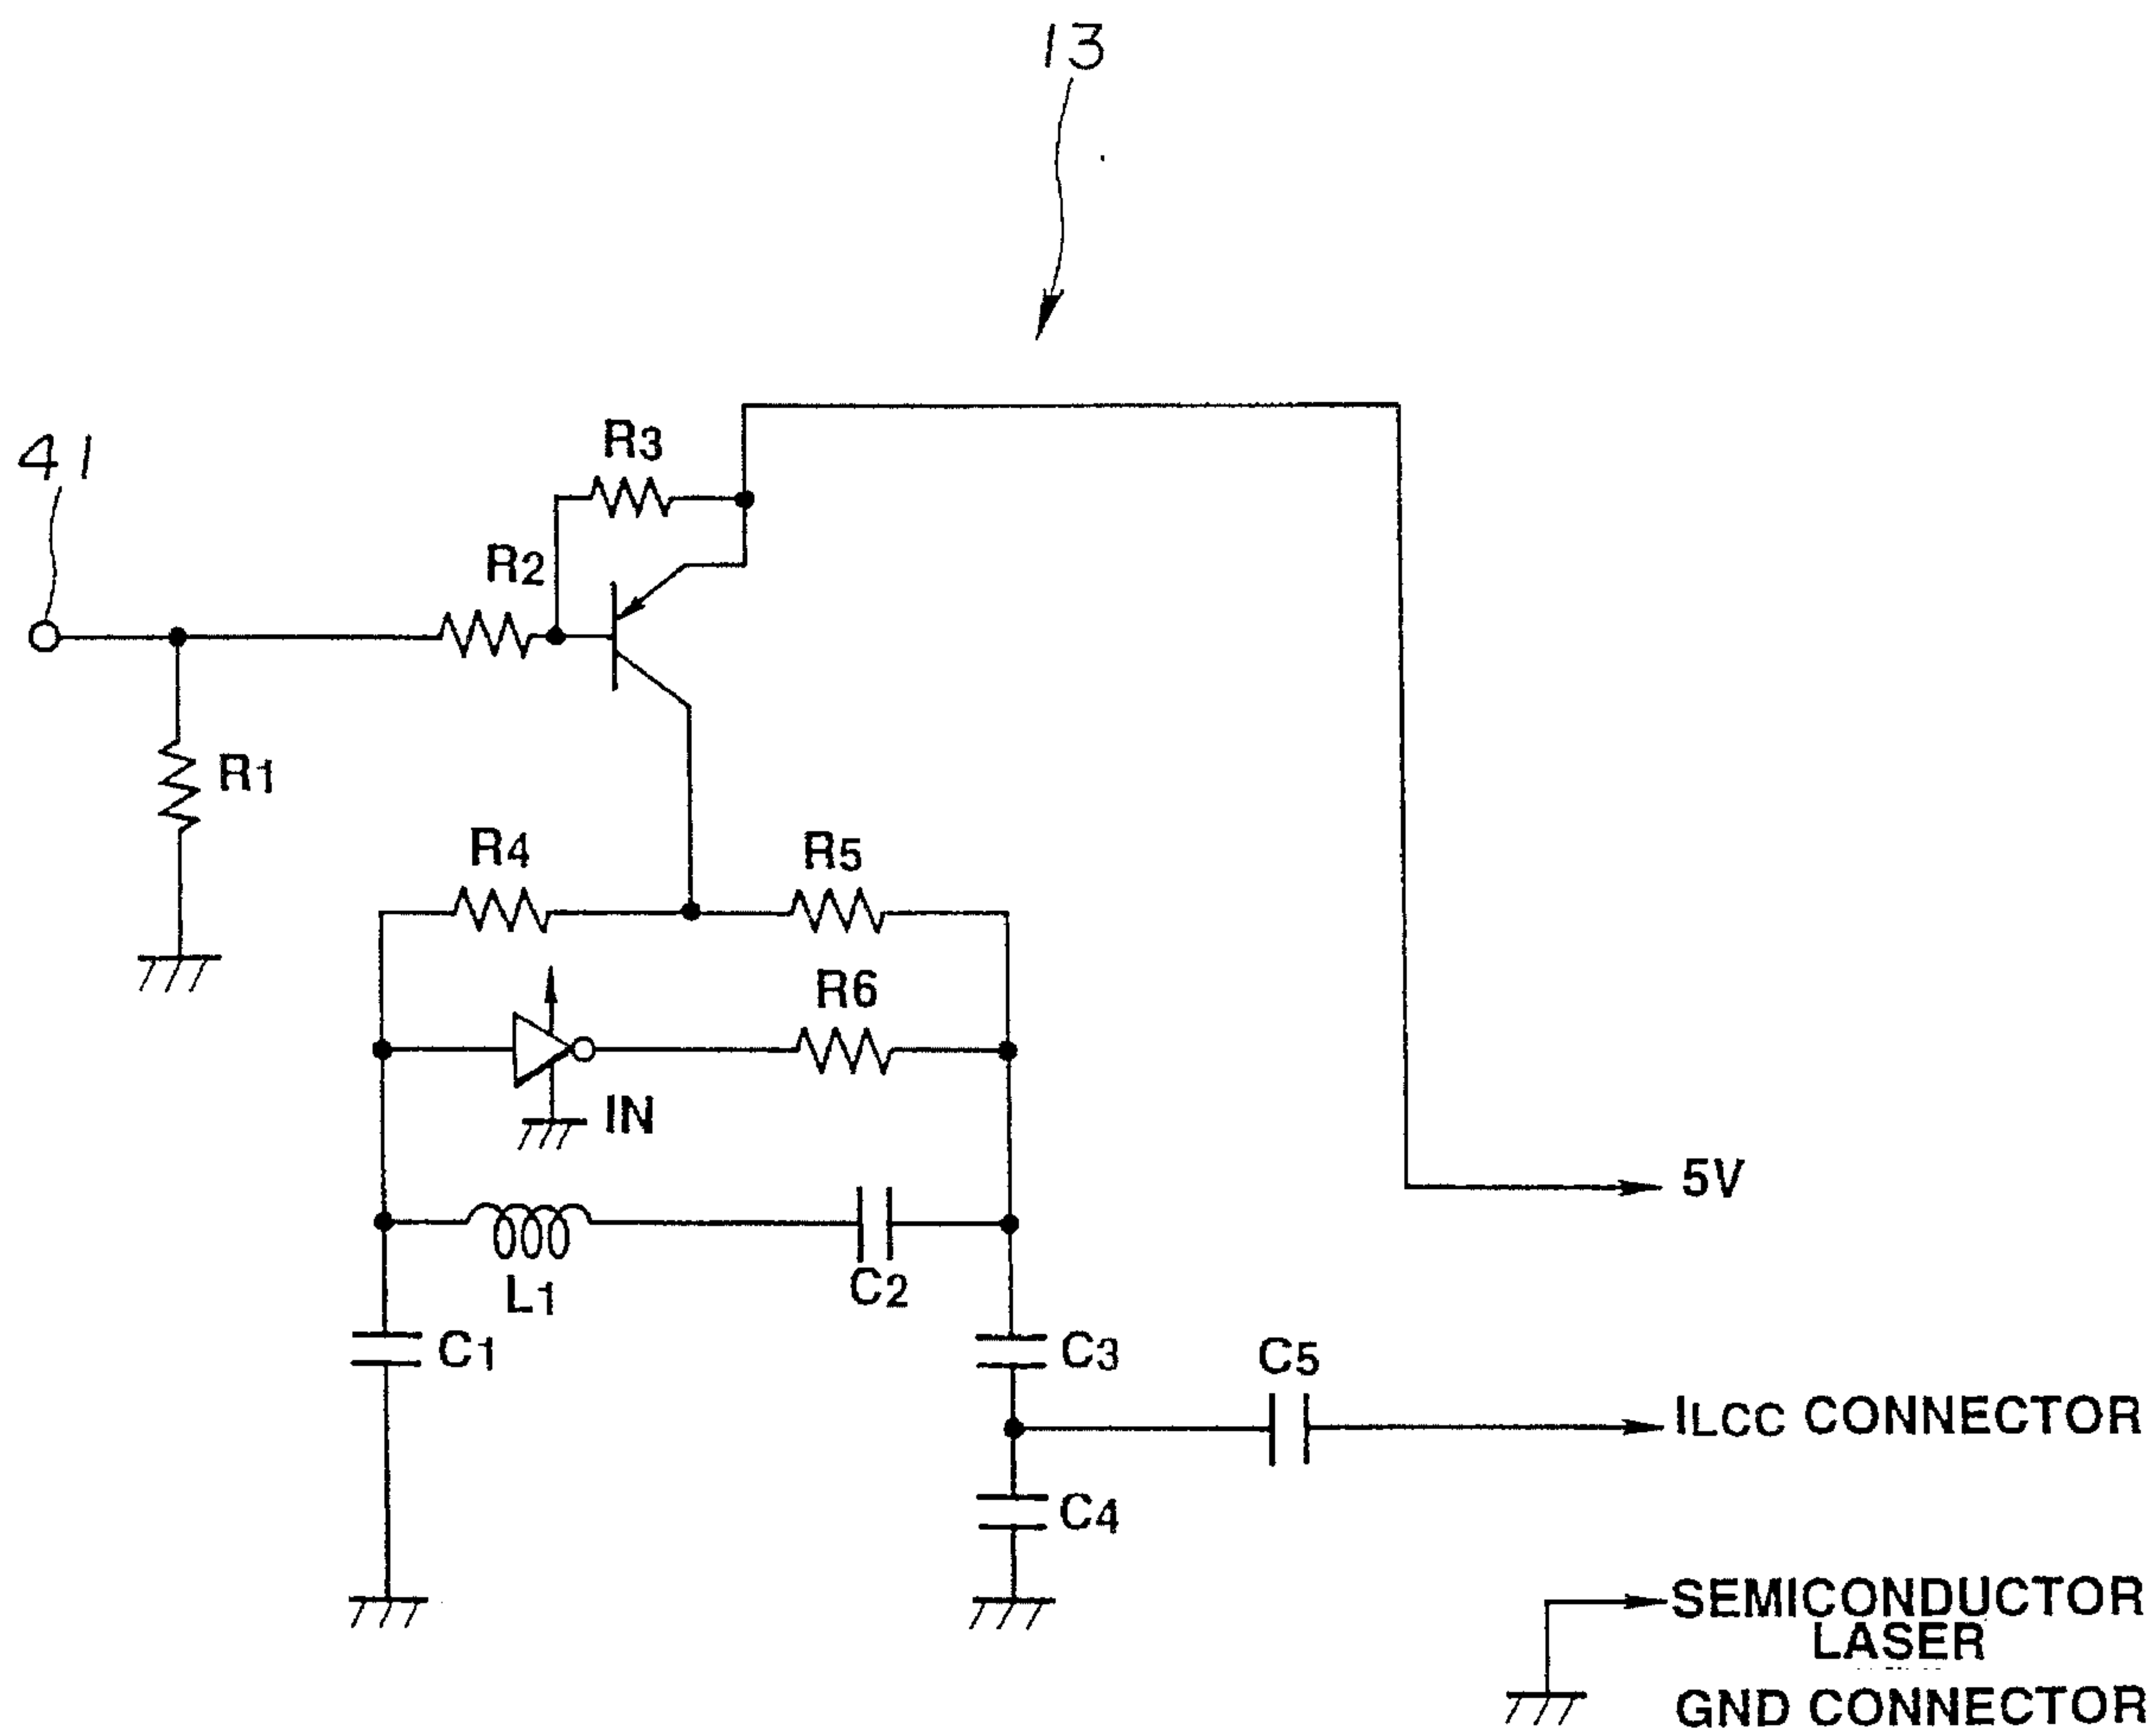 13
41
R3
R2
R1
R4
R5
R6
IN
5V
L1
C2
C1
C3
C5
ILCC CONNECTOR
C4
SEMICONDUCTOR
LASER
GND CONNECTOR